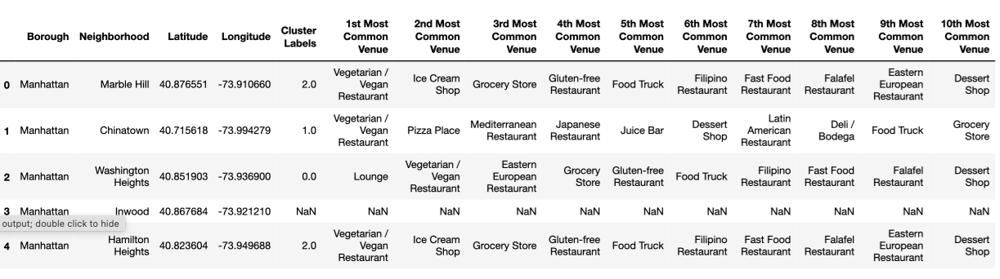 Borough Neighborhood Latitude Longitude Cluster Labels 1st Most Common Venue 2nd Most Common Venue 3rd Most Common Venue 4th Most Common Venue 5th Most Common Venue 6th Most Common Venue 7th Most Common Venue 8th Most Common Venue 9th Most Common Venue 10th Most Common Venue
0 Manhattan Marble Hill 40.876551 -73.910660 2.0 Vegetarian / Vegan Restaurant Ice Cream Shop Grocery Store Gluten-free Restaurant Food Truck Filipino Restaurant Fast Food Restaurant Falafel Restaurant Eastern European Restaurant Dessert Shop
1 Manhattan Chinatown 40.715618 -73.994279 1.0 Vegetarian / Vegan Restaurant Pizza Place Mediterranean Restaurant Japanese Restaurant Juice Bar Dessert Shop Latin American Restaurant Deli / Bodega Food Truck Grocery Store
2 Manhattan Washington Heights 40.851903 -73.936900 0.0 Lounge Vegetarian / Vegan Restaurant Eastern European Restaurant Grocery Store Gluten-free Restaurant Food Truck Filipino Restaurant Fast Food Restaurant Falafel Restaurant Dessert Shop
3 Manhattan Inwood 40.867684 -73.921210 NaN NaN NaN NaN NaN NaN NaN NaN NaN NaN NaN
output; double click to hide
4 Manhattan Hamilton Heights 40.823604 -73.949688 2.0 Vegetarian / Vegan Restaurant Ice Cream Shop Grocery Store Gluten-free Restaurant Food Truck Filipino Restaurant Fast Food Restaurant Falafel Restaurant Eastern European Restaurant Dessert Shop